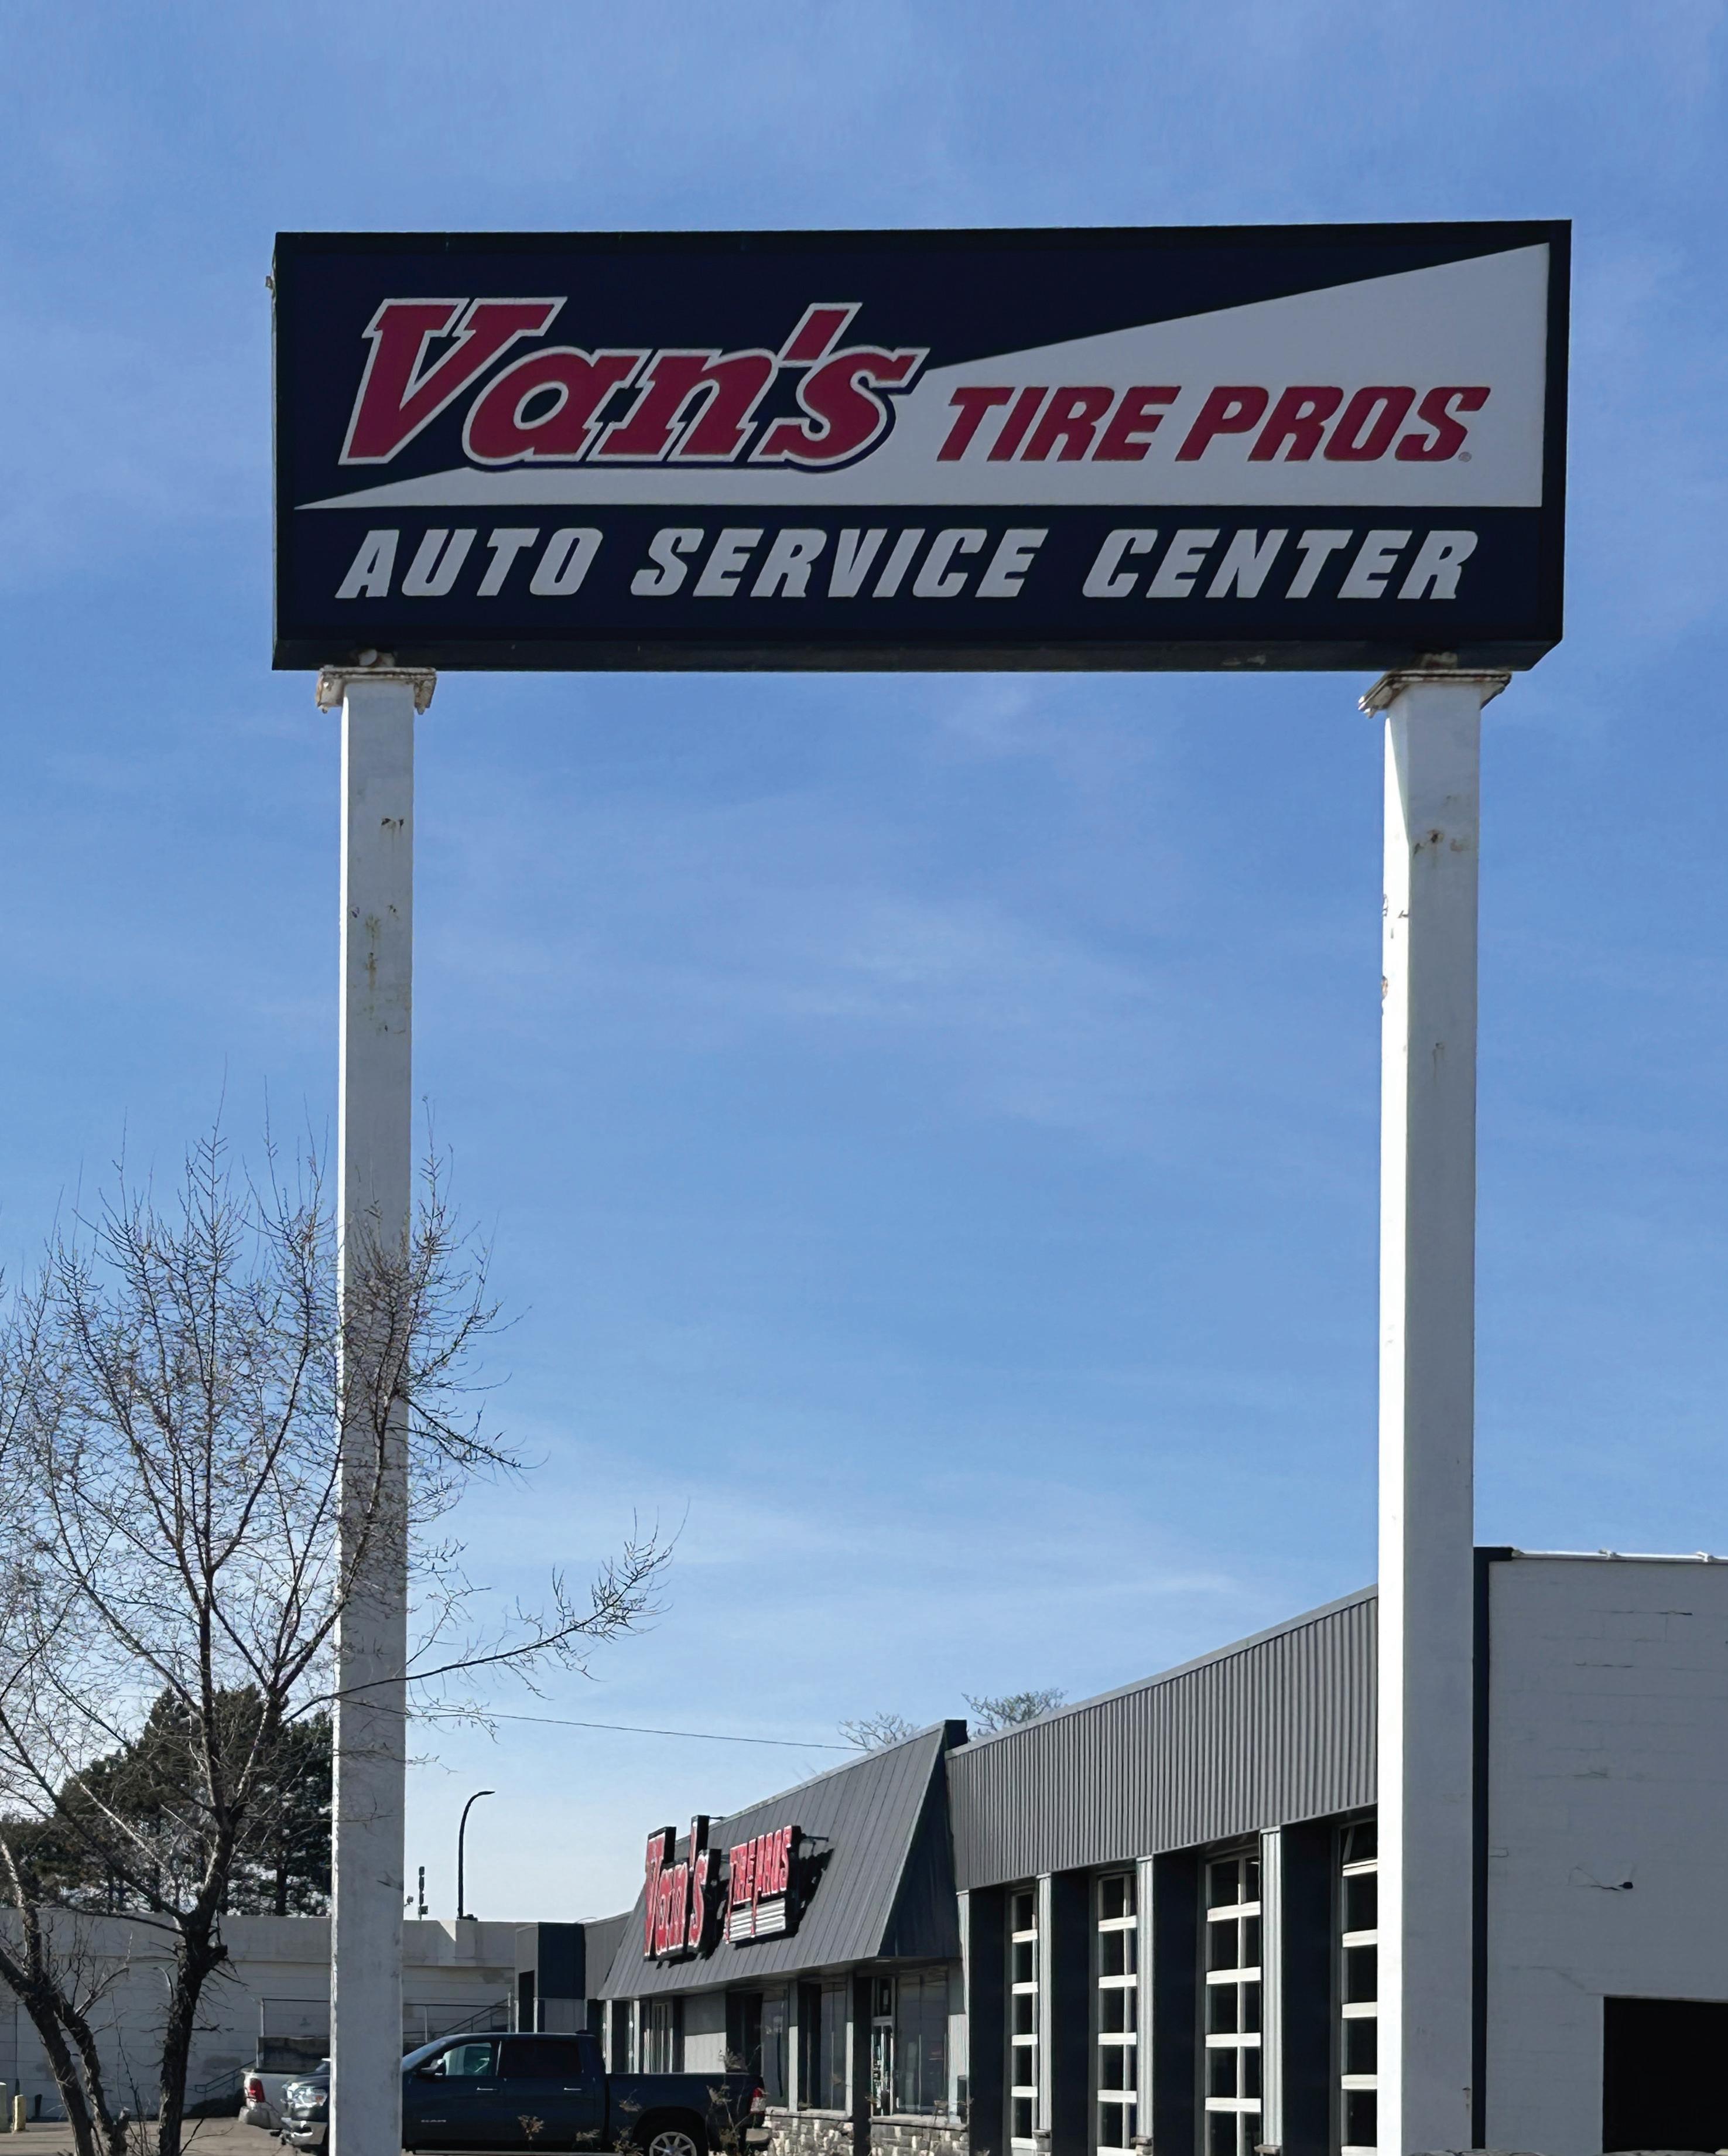 Van's TIRE PROS®
AUTO SERVICE CENTER
Van's TIRE PROS